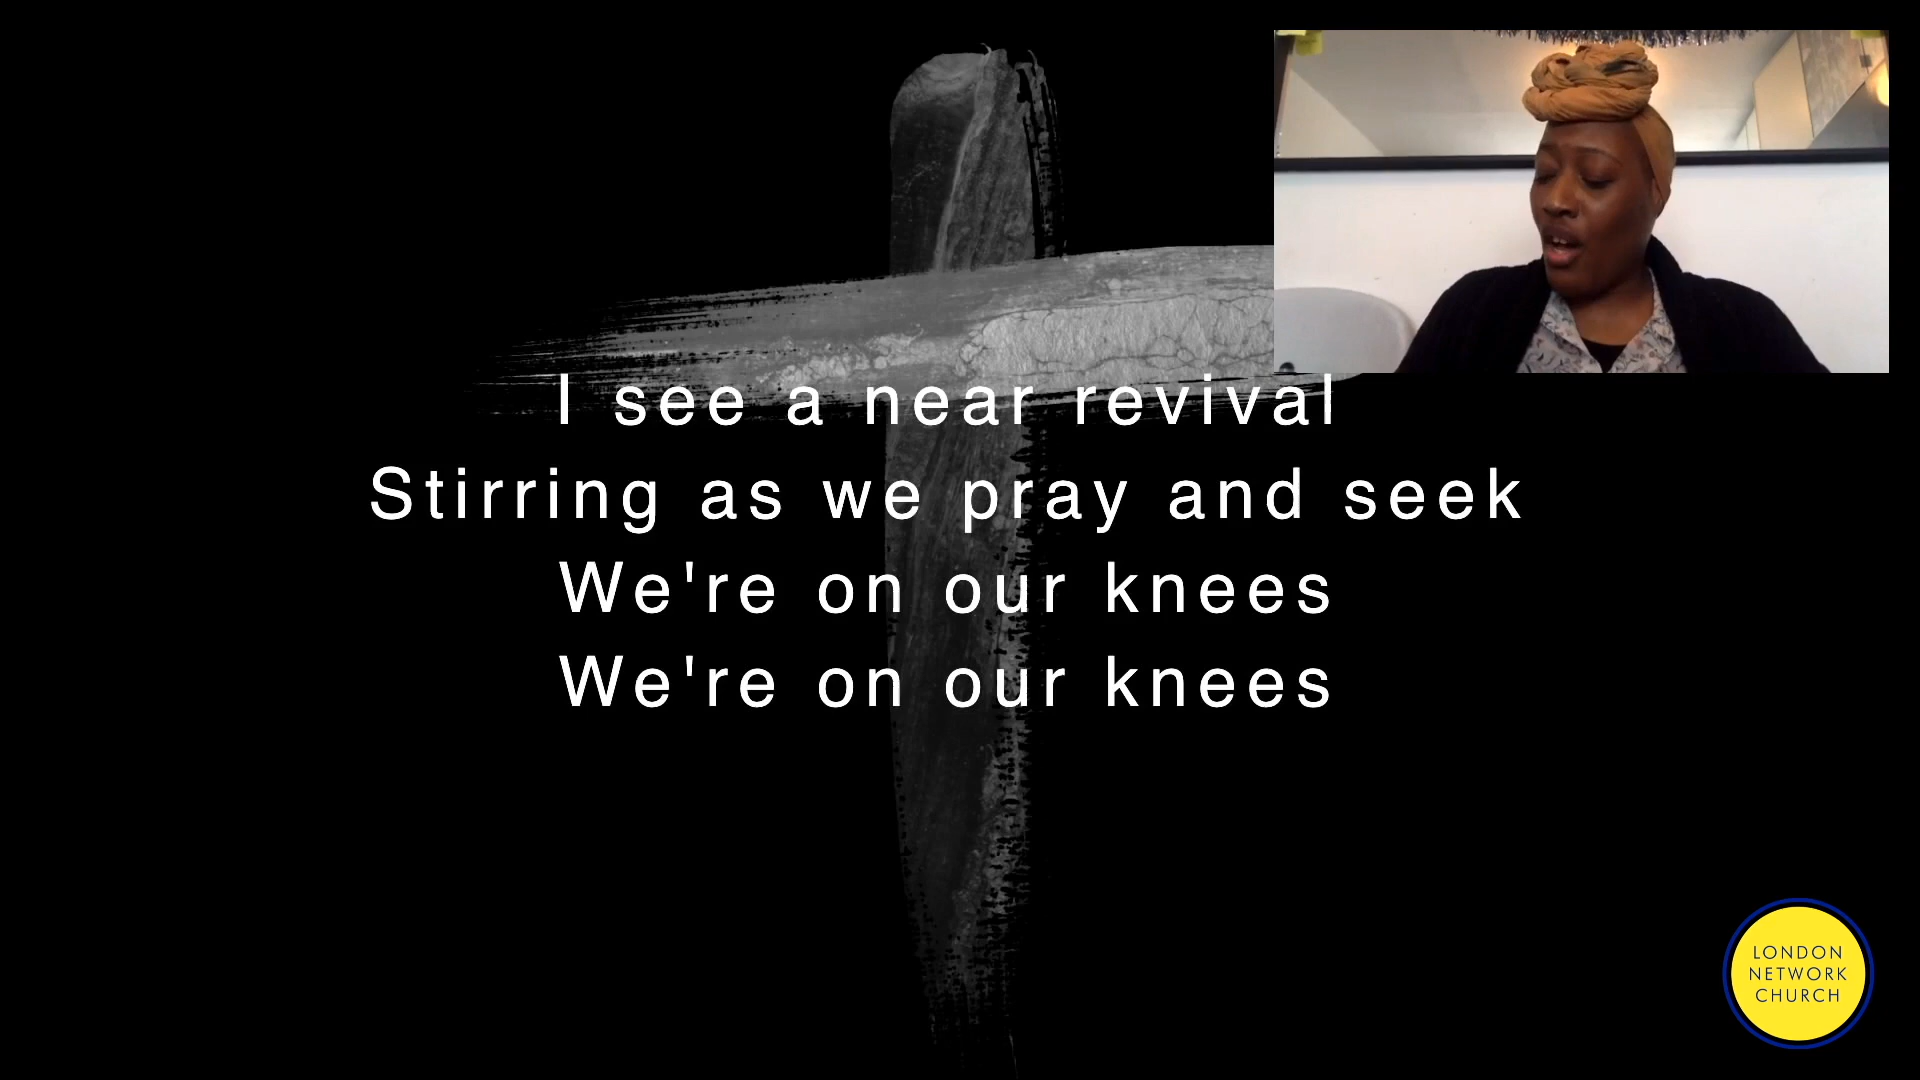 I see a near revival
Stirring as we pray and seek
We're on our knees
We're on our knees
LONDON
NETWORK
CHURCH